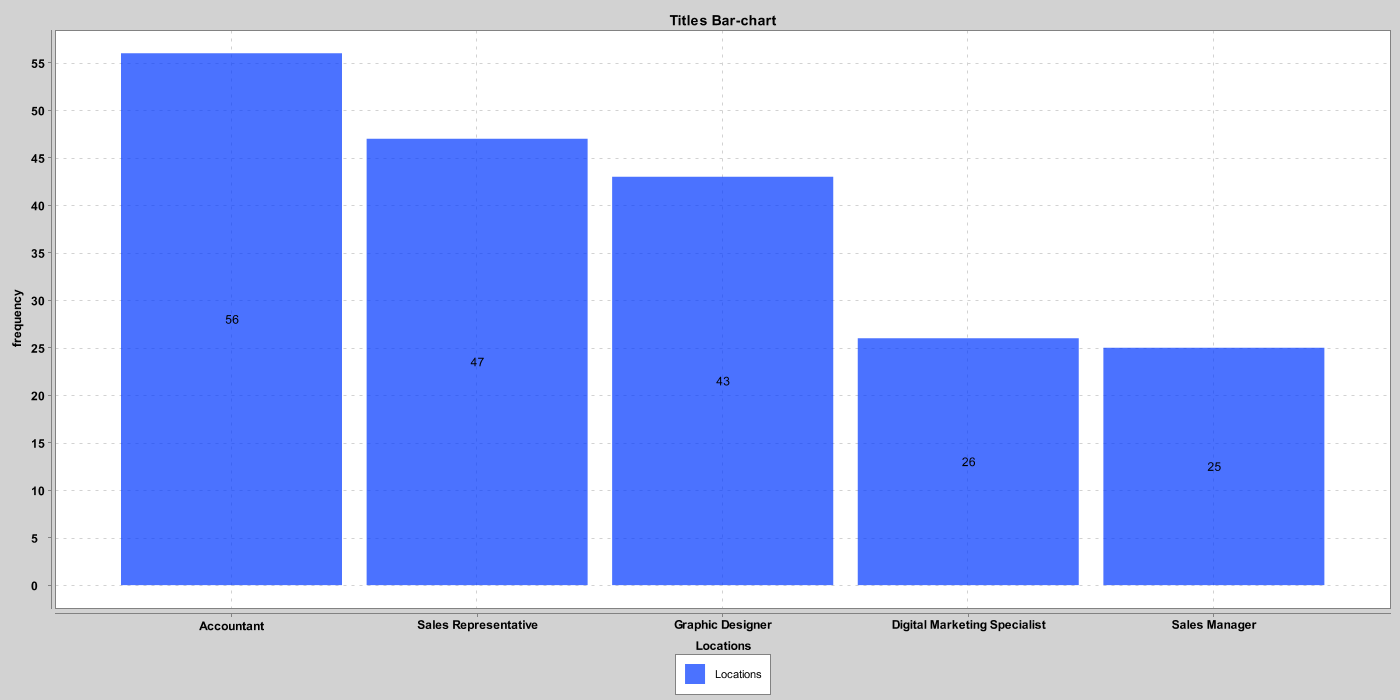 Titles Bar-chart
frequency
55
50
45
40
35
30
25
20
15
10
5
0
56
47
43
26
25
Accountant
Sales Representative
Graphic Designer
Digital Marketing Specialist
Sales Manager
Locations
Locations